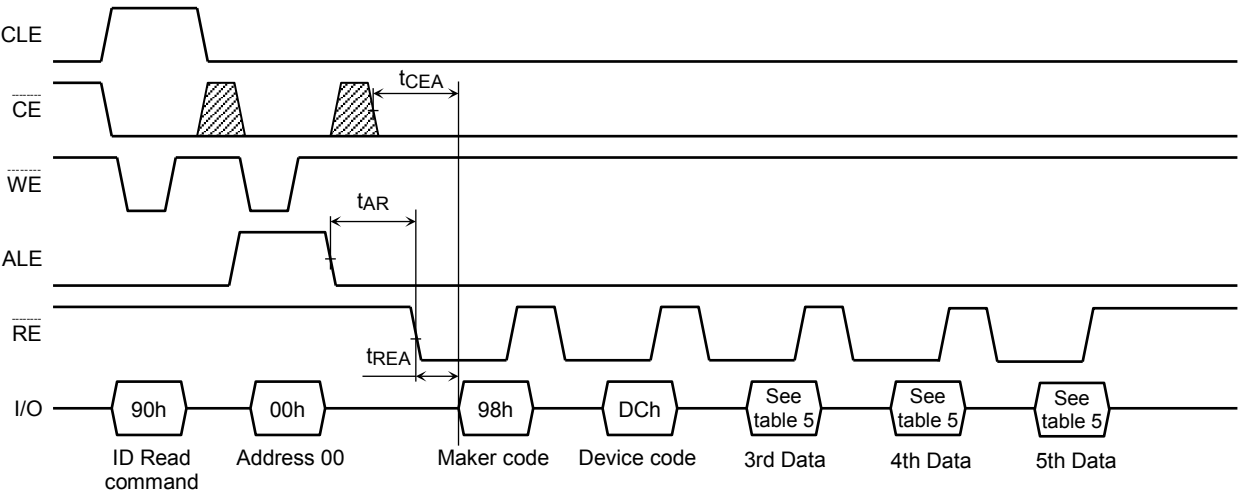 CLE
CE
tCEA
WE
tAR
ALE
RE
tREA
I/O 90h 00h 98h DCh See table 5 See table 5 See table 5
ID Read command Address 00 Maker code Device code 3rd Data 4th Data 5th Data